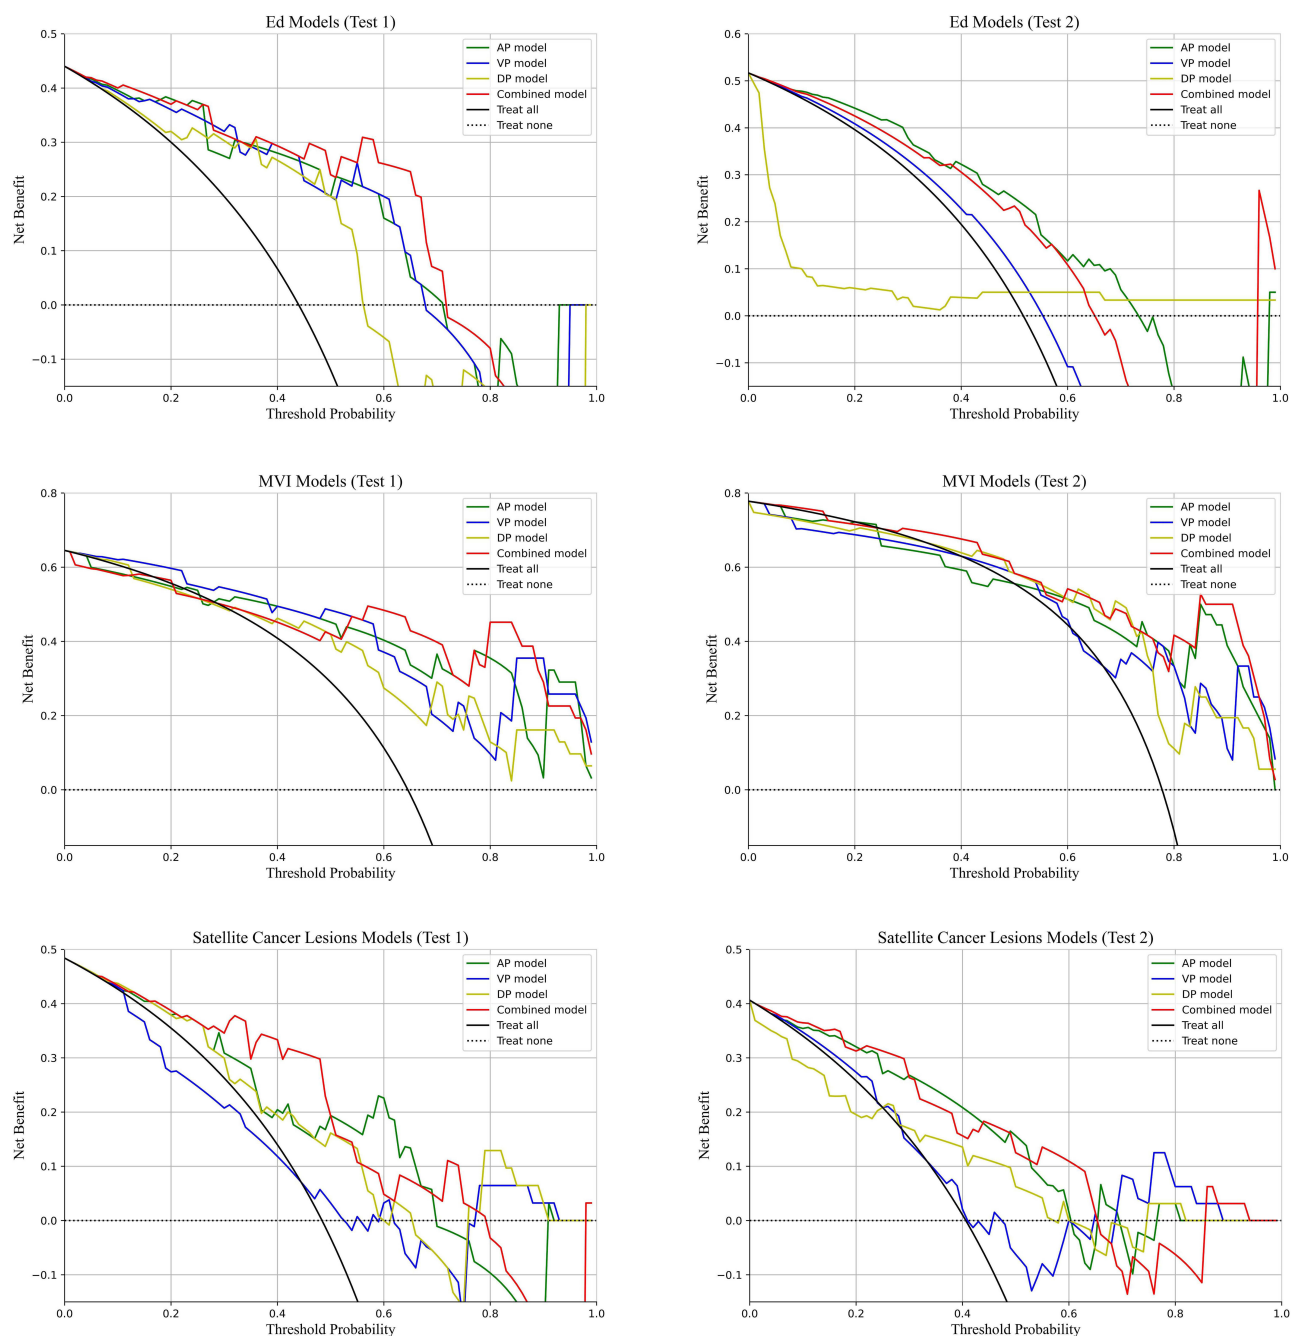 Ed Models (Test 1)
Net Benefit
0.5
0.4
0.3
0.2
0.1
0.0
−0.1
AP model
VP model
DP model
Combined model
Treat all
Treat none
0.0 0.2 0.4 0.6 0.8 1.0
Threshold Probability
Ed Models (Test 2)
Net Benefit
0.6
0.5
0.4
0.3
0.2
0.1
0.0
−0.1
AP model
VP model
DP model
Combined model
Treat all
Treat none
0.0 0.2 0.4 0.6 0.8 1.0
Threshold Probability
MVI Models (Test 1)
Net Benefit
0.8
0.6
0.4
0.2
0.0
AP model
VP model
DP model
Combined model
Treat all
Treat none
0.0 0.2 0.4 0.6 0.8 1.0
Threshold Probability
MVI Models (Test 2)
Net Benefit
0.8
0.6
0.4
0.2
0.0
AP model
VP model
DP model
Combined model
Treat all
Treat none
0.0 0.2 0.4 0.6 0.8 1.0
Threshold Probability
Satellite Cancer Lesions Models (Test 1)
Net Benefit
0.5
0.4
0.3
0.2
0.1
0.0
−0.1
AP model
VP model
DP model
Combined model
Treat all
Treat none
0.0 0.2 0.4 0.6 0.8 1.0
Threshold Probability
Satellite Cancer Lesions Models (Test 2)
Net Benefit
0.5
0.4
0.3
0.2
0.1
0.0
−0.1
AP model
VP model
DP model
Combined model
Treat all
Treat none
0.0 0.2 0.4 0.6 0.8 1.0
Threshold Probability